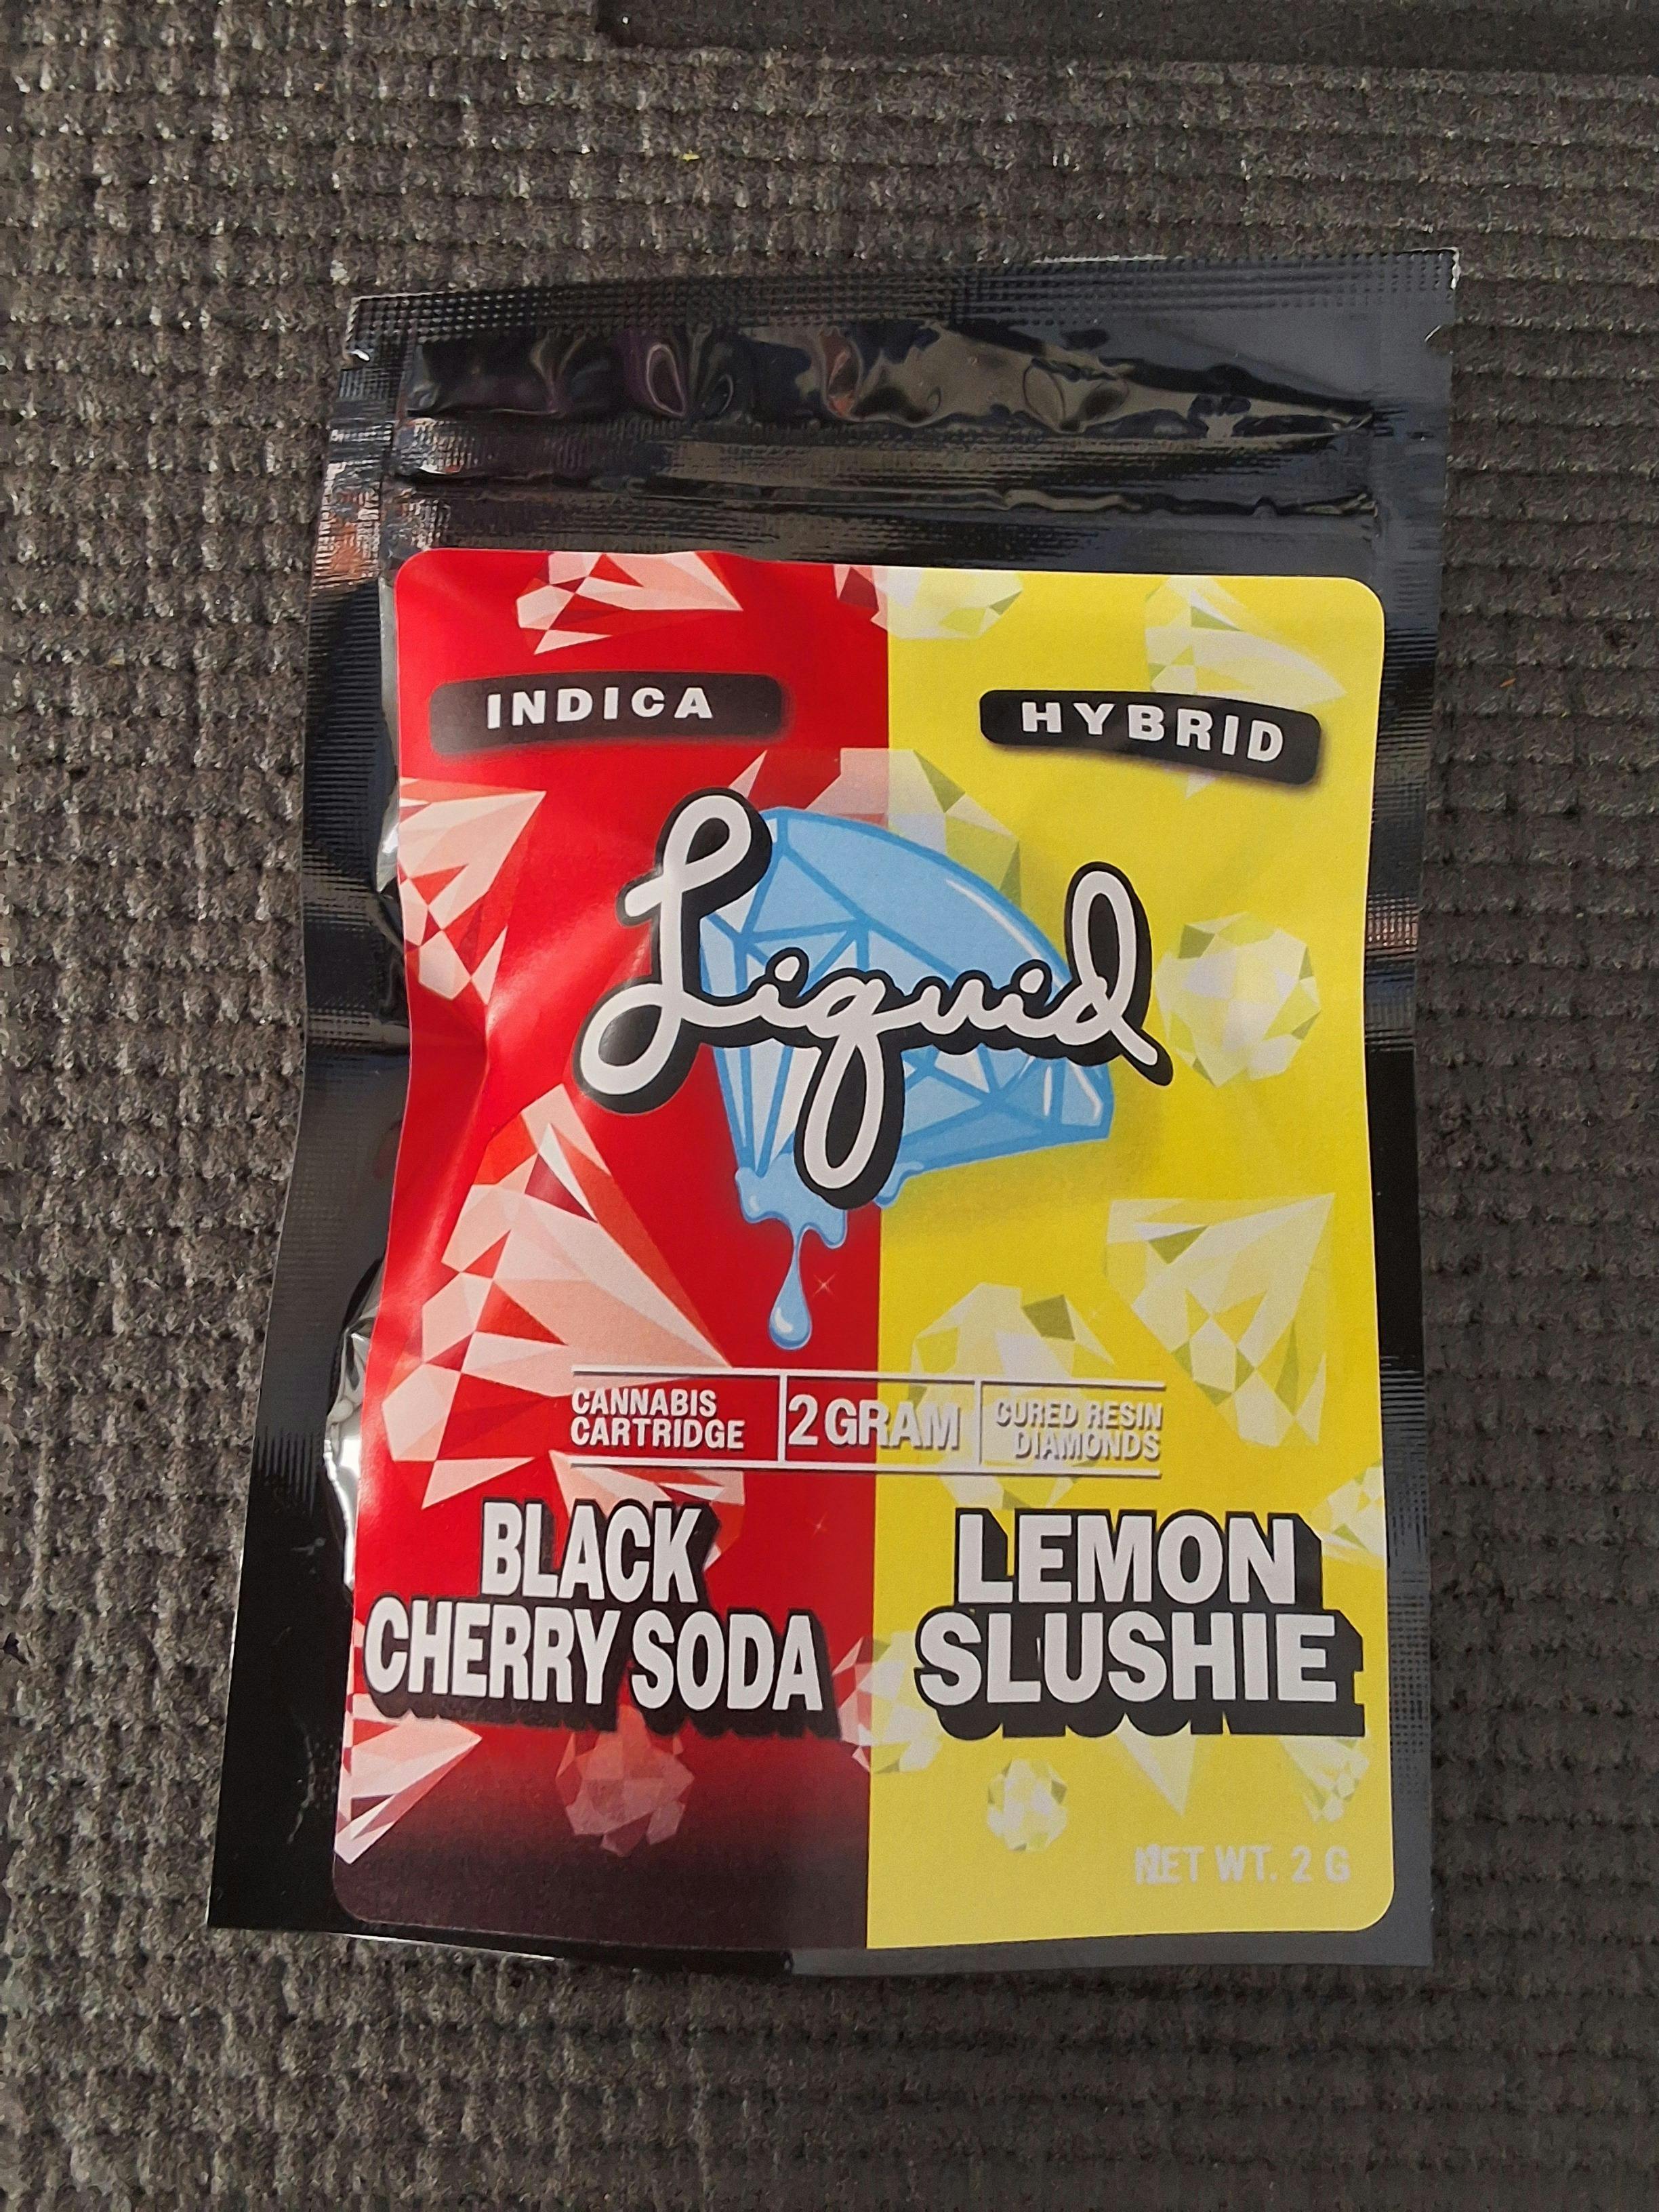 INDICA
HYBRID
Liquid
CANNABIS
CARTRIDGE
2 GRAM
CURED RESIN
DIAMONDS
BLACK
CHERRY SODA
LEMON
SLUSHIE
NET WT. 2 G